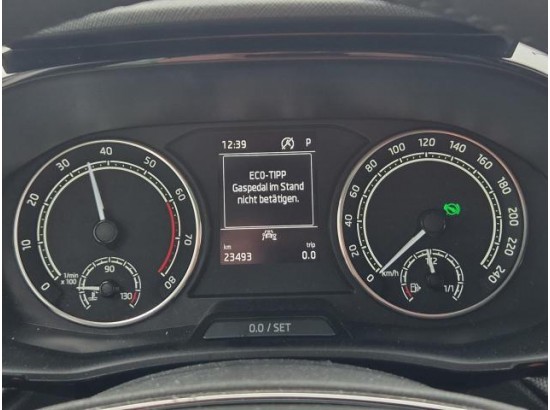 12:39 P
ECO-TIPP
Gaspedal im Stand
nicht betätigen.
km trip
23493 0.0
0.0 / SET
0 10 20 30 40 50 60 70 80
1/min
x 100
90
130
0 20 40 60 80 100 120 140 160 180 200 220 240
km/h
1/2
1/1